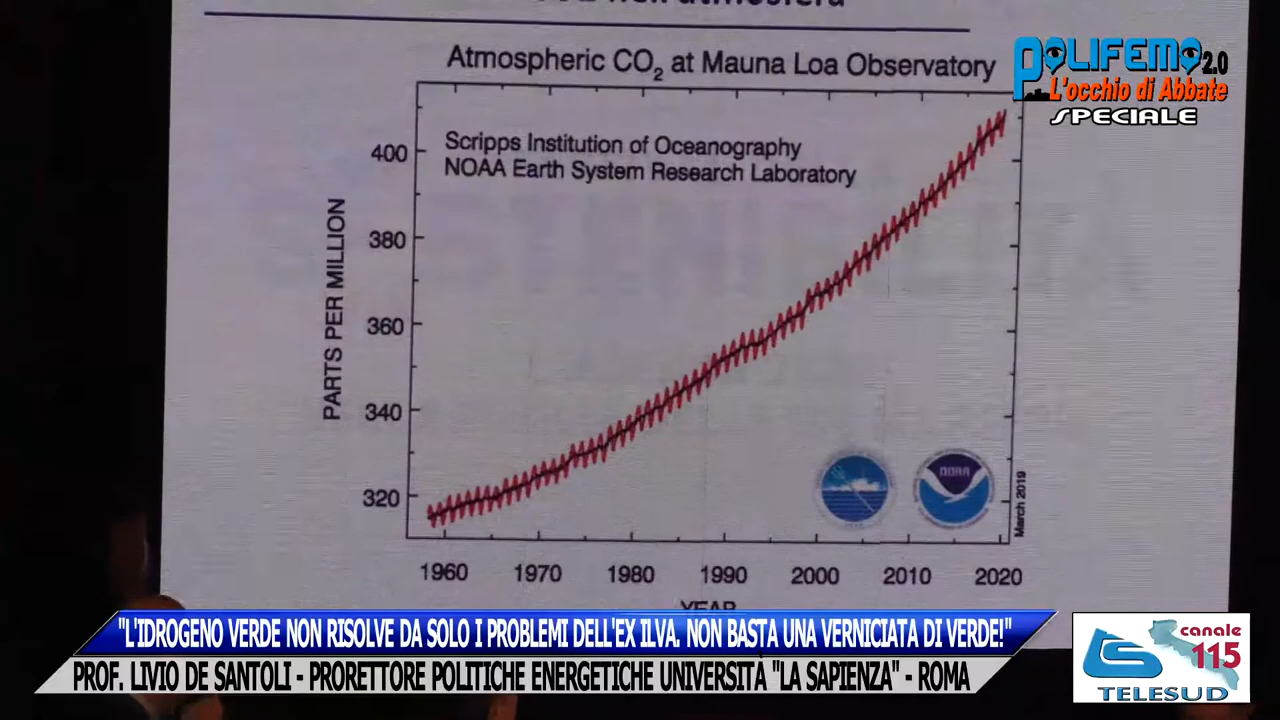 nell'atmosfera
Atmospheric CO₂ at Mauna Loa Observatory
POLIFEMO 2.0
L'occhio di Abbate
SPECIALE
Scripps Institution of Oceanography
NOAA Earth System Research Laboratory
PARTS PER MILLION
400
380
360
340
320
NOAA
March 2019
1960 1970 1980 1990 2000 2010 2020
YEAR
"L'IDROGENO VERDE NON RISOLVE DA SOLO I PROBLEMI DELL'EX ILVA. NON BASTA UNA VERNICIATA DI VERDE!"
PROF. LIVIO DE SANTOLI - PRORETTORE POLITICHE ENERGETICHE UNIVERSITÀ "LA SAPIENZA" - ROMA
canale
115
TELESUD